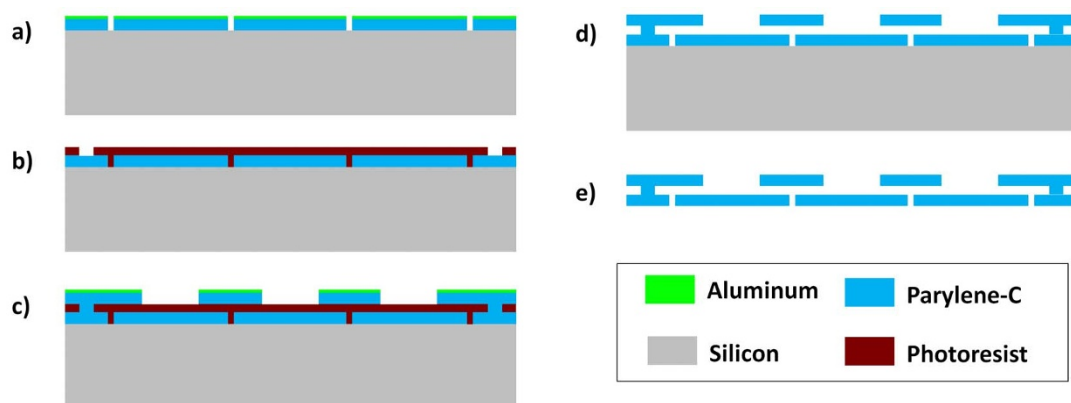 a)
b)
c)
d)
e)
Aluminum
Parylene-C
Silicon
Photoresist